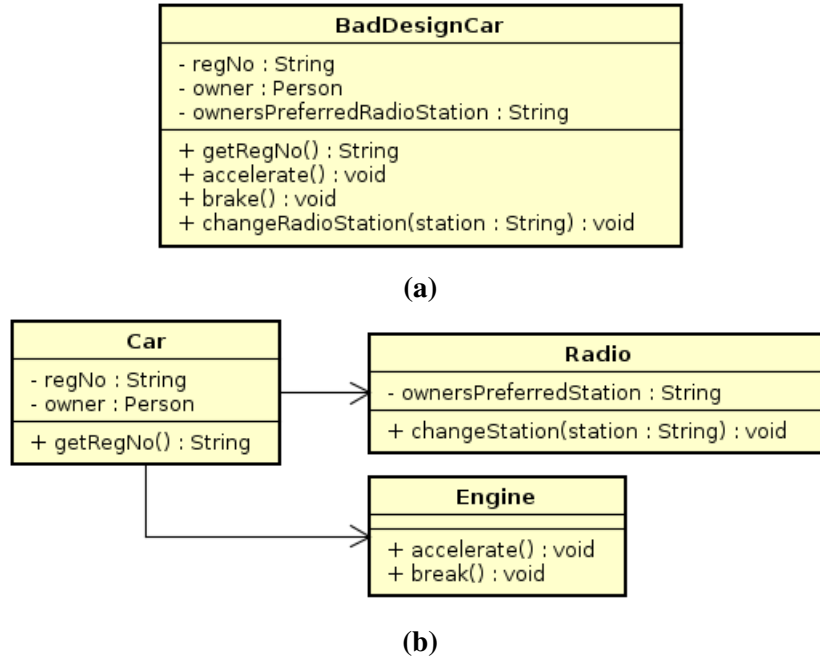 BadDesignCar
- regNo : String
- owner : Person
- ownersPreferredRadioStation : String
+ getRegNo() : String
+ accelerate() : void
+ brake() : void
+ changeRadioStation(station : String) : void
(a)
Car
- regNo : String
- owner : Person
+ getRegNo() : String
Radio
- ownersPreferredStation : String
+ changeStation(station : String) : void
Engine
+ accelerate() : void
+ break() : void
(b)